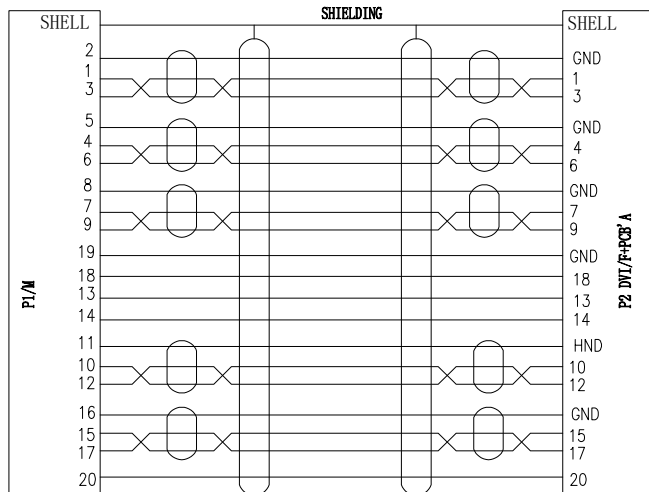 SHIELDING
SHELL SHELL
2 GND
1 1
3 3
5 GND
4 4
6 6
8 GND
7 7
9 9
19 GND
18 18
13 13
14 14
11 HND
10 10
12 12
16 GND
15 15
17 17
20 20
P1/M
P2 DVI/F+PCB'A